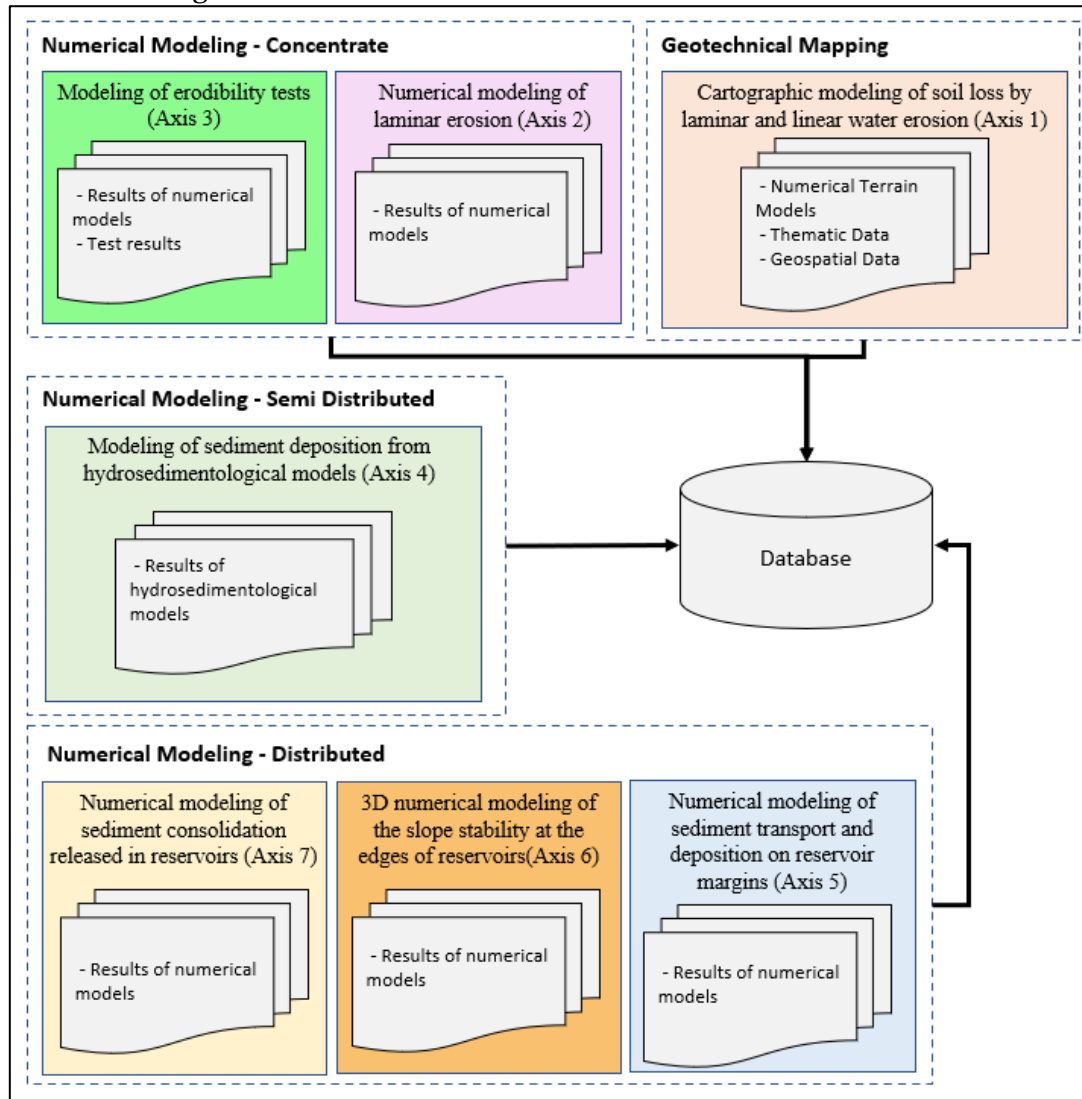 Numerical Modeling - Concentrate
Modeling of erodibility tests
(Axis 3)
- Results of numerical
models
- Test results
Numerical modeling of
laminar erosion (Axis 2)
- Results of numerical
models
Geotechnical Mapping
Cartographic modeling of soil loss by
laminar and linear water erosion (Axis 1)
- Numerical Terrain
Models
- Thematic Data
- Geospatial Data
Numerical Modeling - Semi Distributed
Modeling of sediment deposition from
hydrosedimentological models (Axis 4)
- Results of
hydrosedimentological
models
Database
Numerical Modeling - Distributed
Numerical modeling of
sediment consolidation
released in reservoirs (Axis 7)
- Results of numerical
models
3D numerical modeling of
the slope stability at the
edges of reservoirs(Axis 6)
- Results of numerical
models
Numerical modeling of
sediment transport and
deposition on reservoir
margins (Axis 5)
- Results of numerical
models